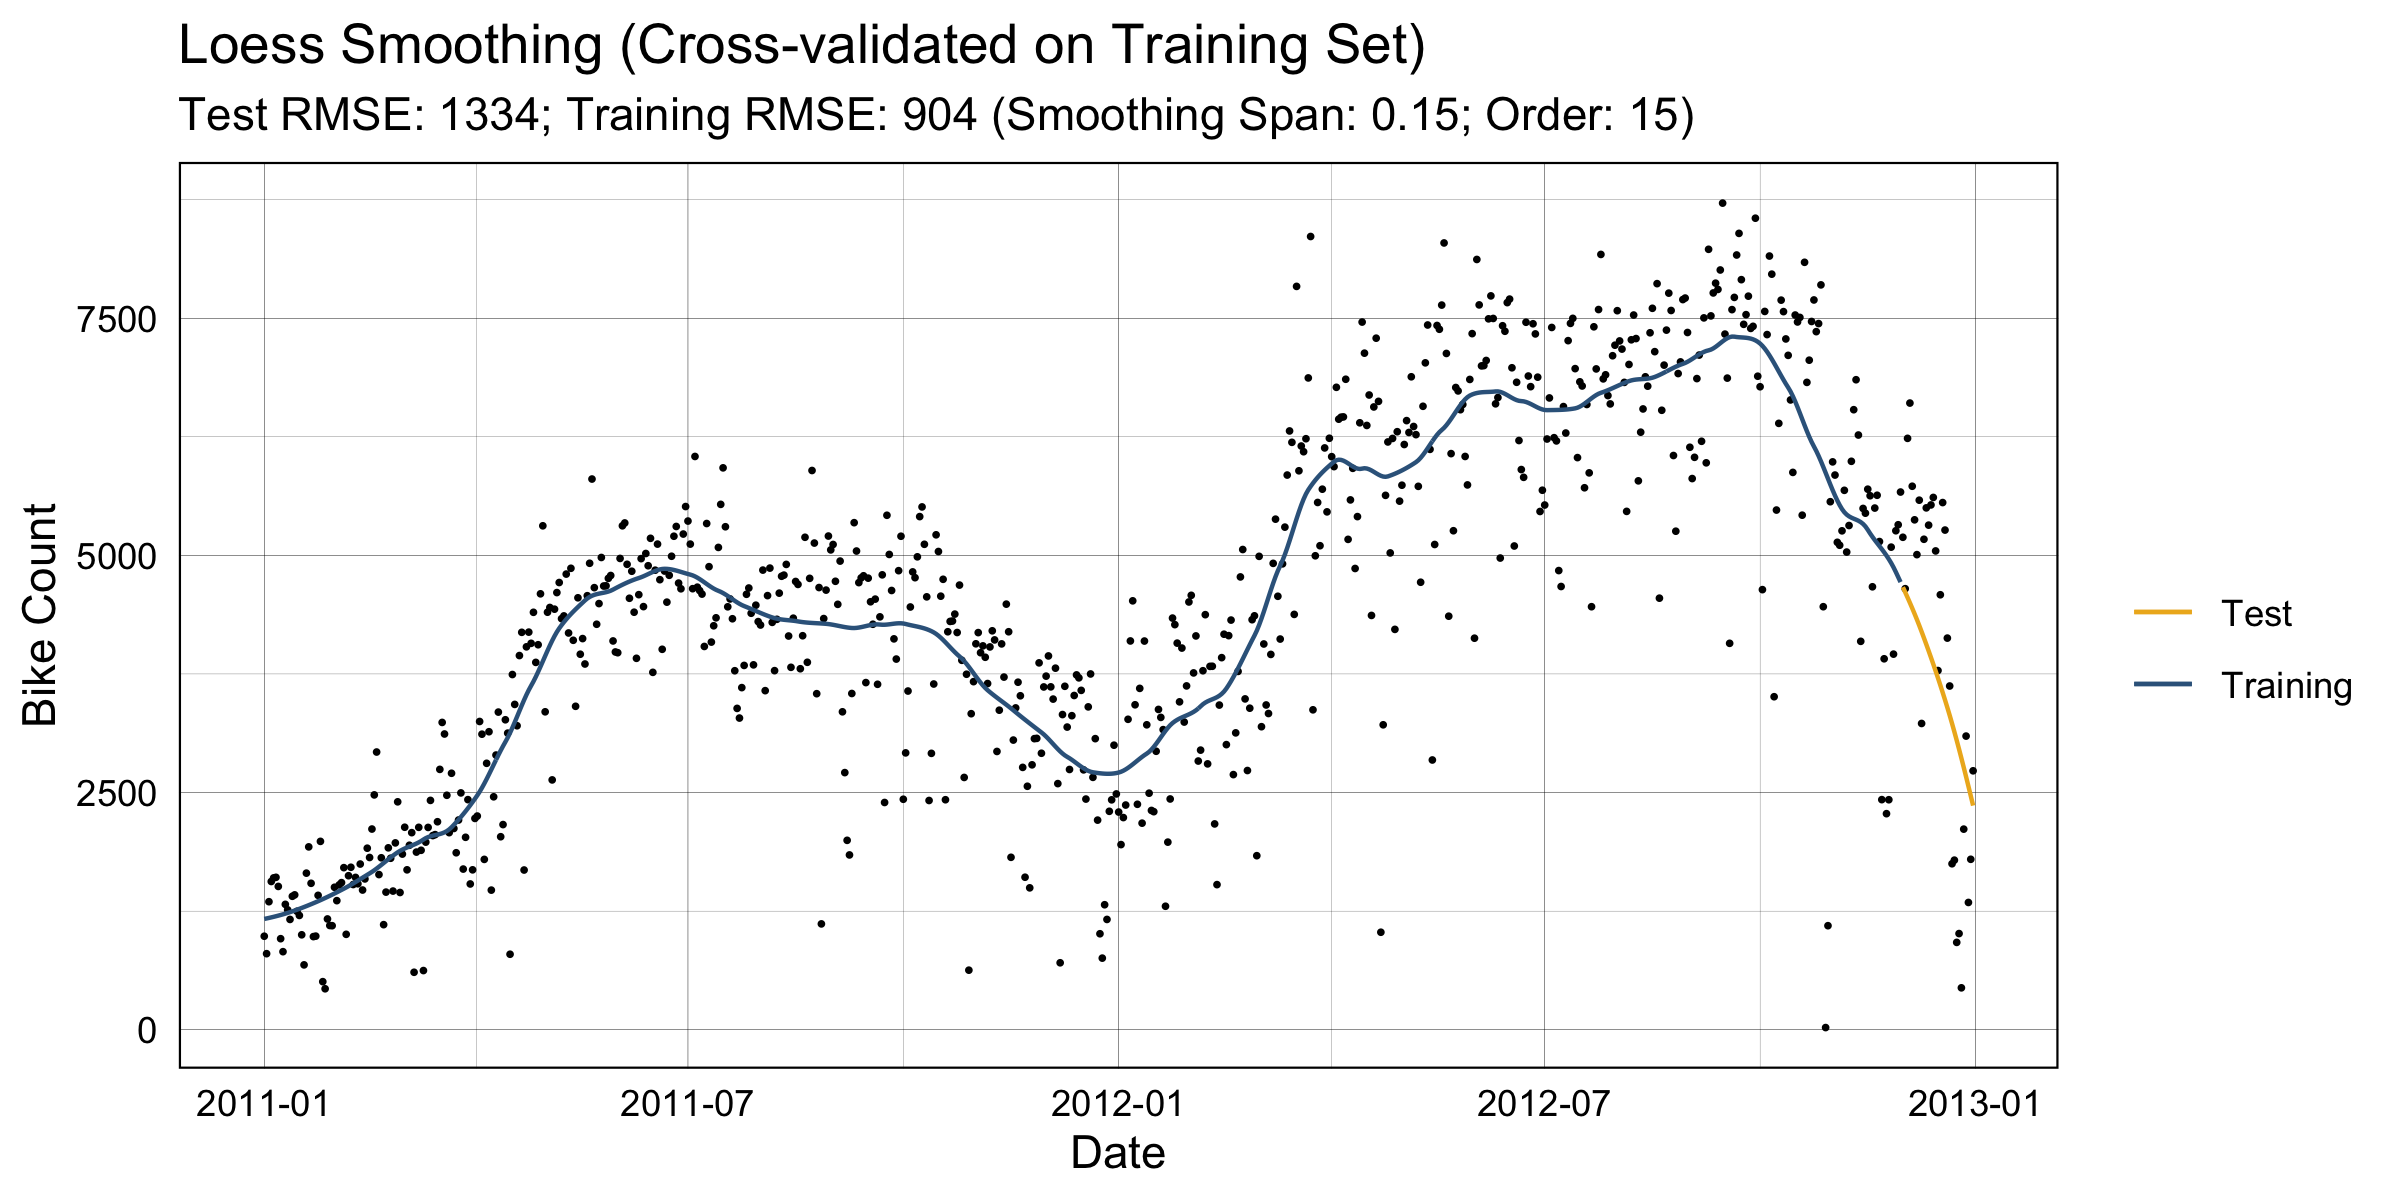 Loess Smoothing (Cross-validated on Training Set)
Test RMSE: 1334; Training RMSE: 904 (Smoothing Span: 0.15; Order: 15)
7500
5000
2500
0
Bike Count
2011-01
2011-07
2012-01
2012-07
2013-01
Date
Test
Training